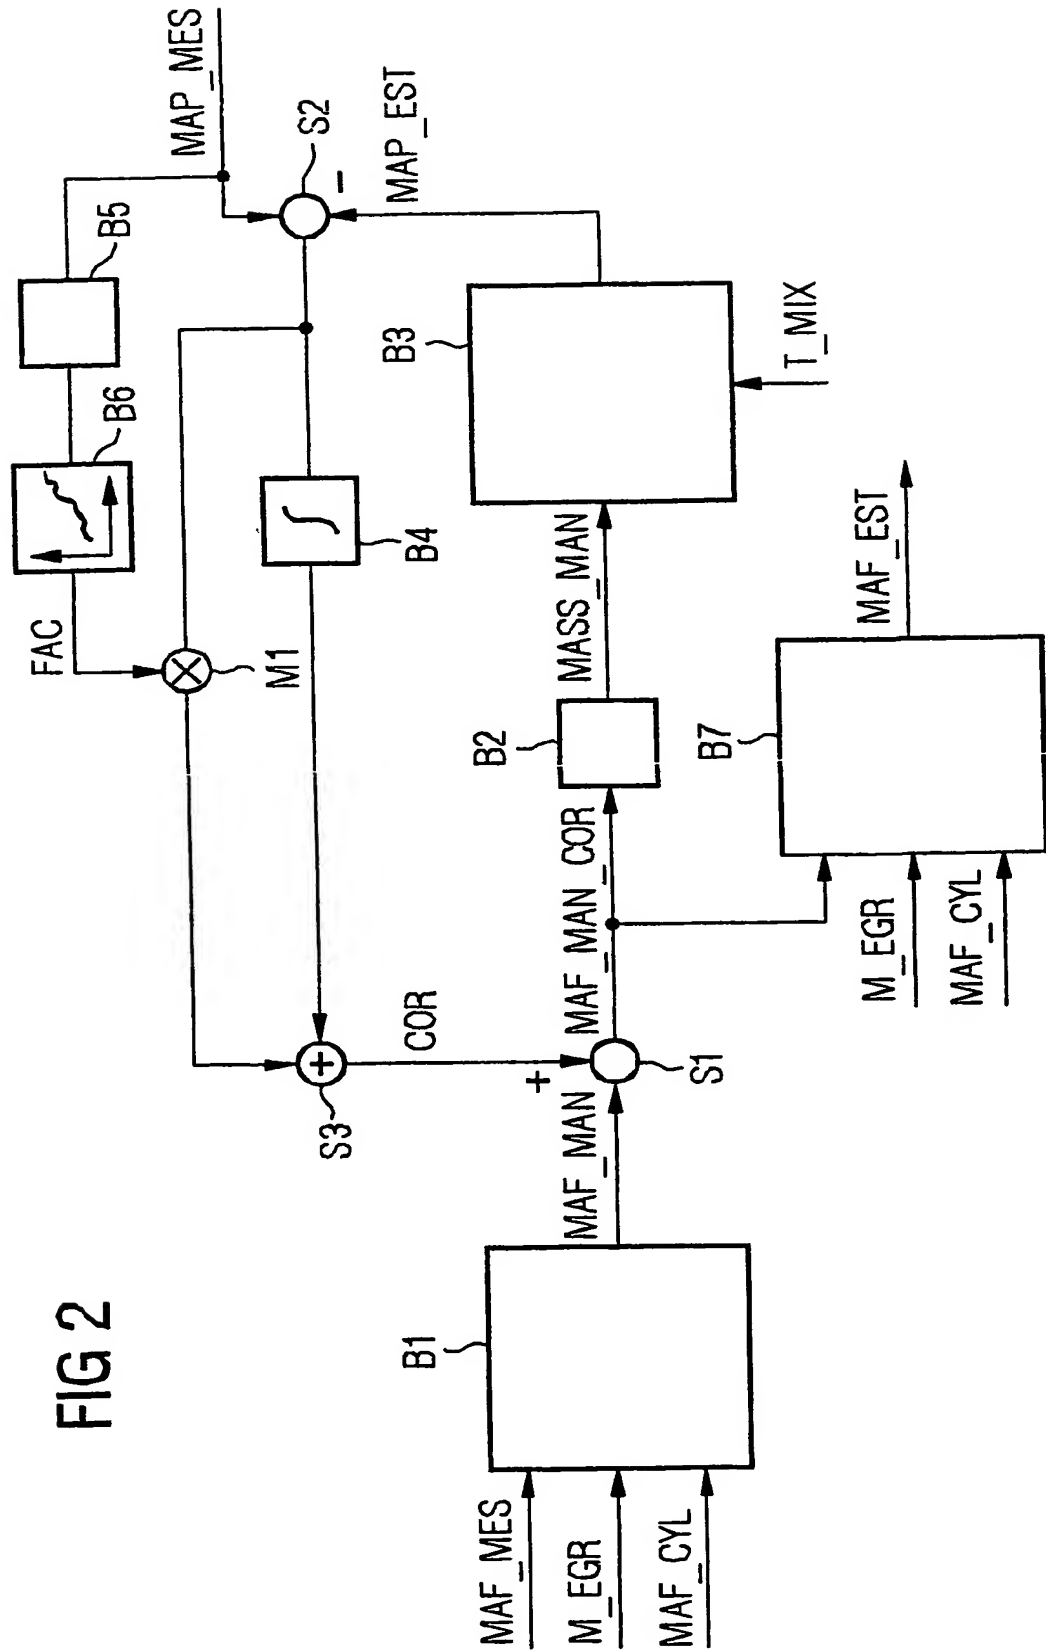 FIG 2
MAP_MES
B5
B6
FAC
S2
MAP_EST
M1
B4
B3
T_MIX
S3
+
COR
+
-
MASS_MAN
B2
MAF_MAN_COR
S1
MAF_MAN
B1
MAF_MES
M_EGR
MAF_CYL
B7
MAF_EST
M_EGR
MAF_CYL